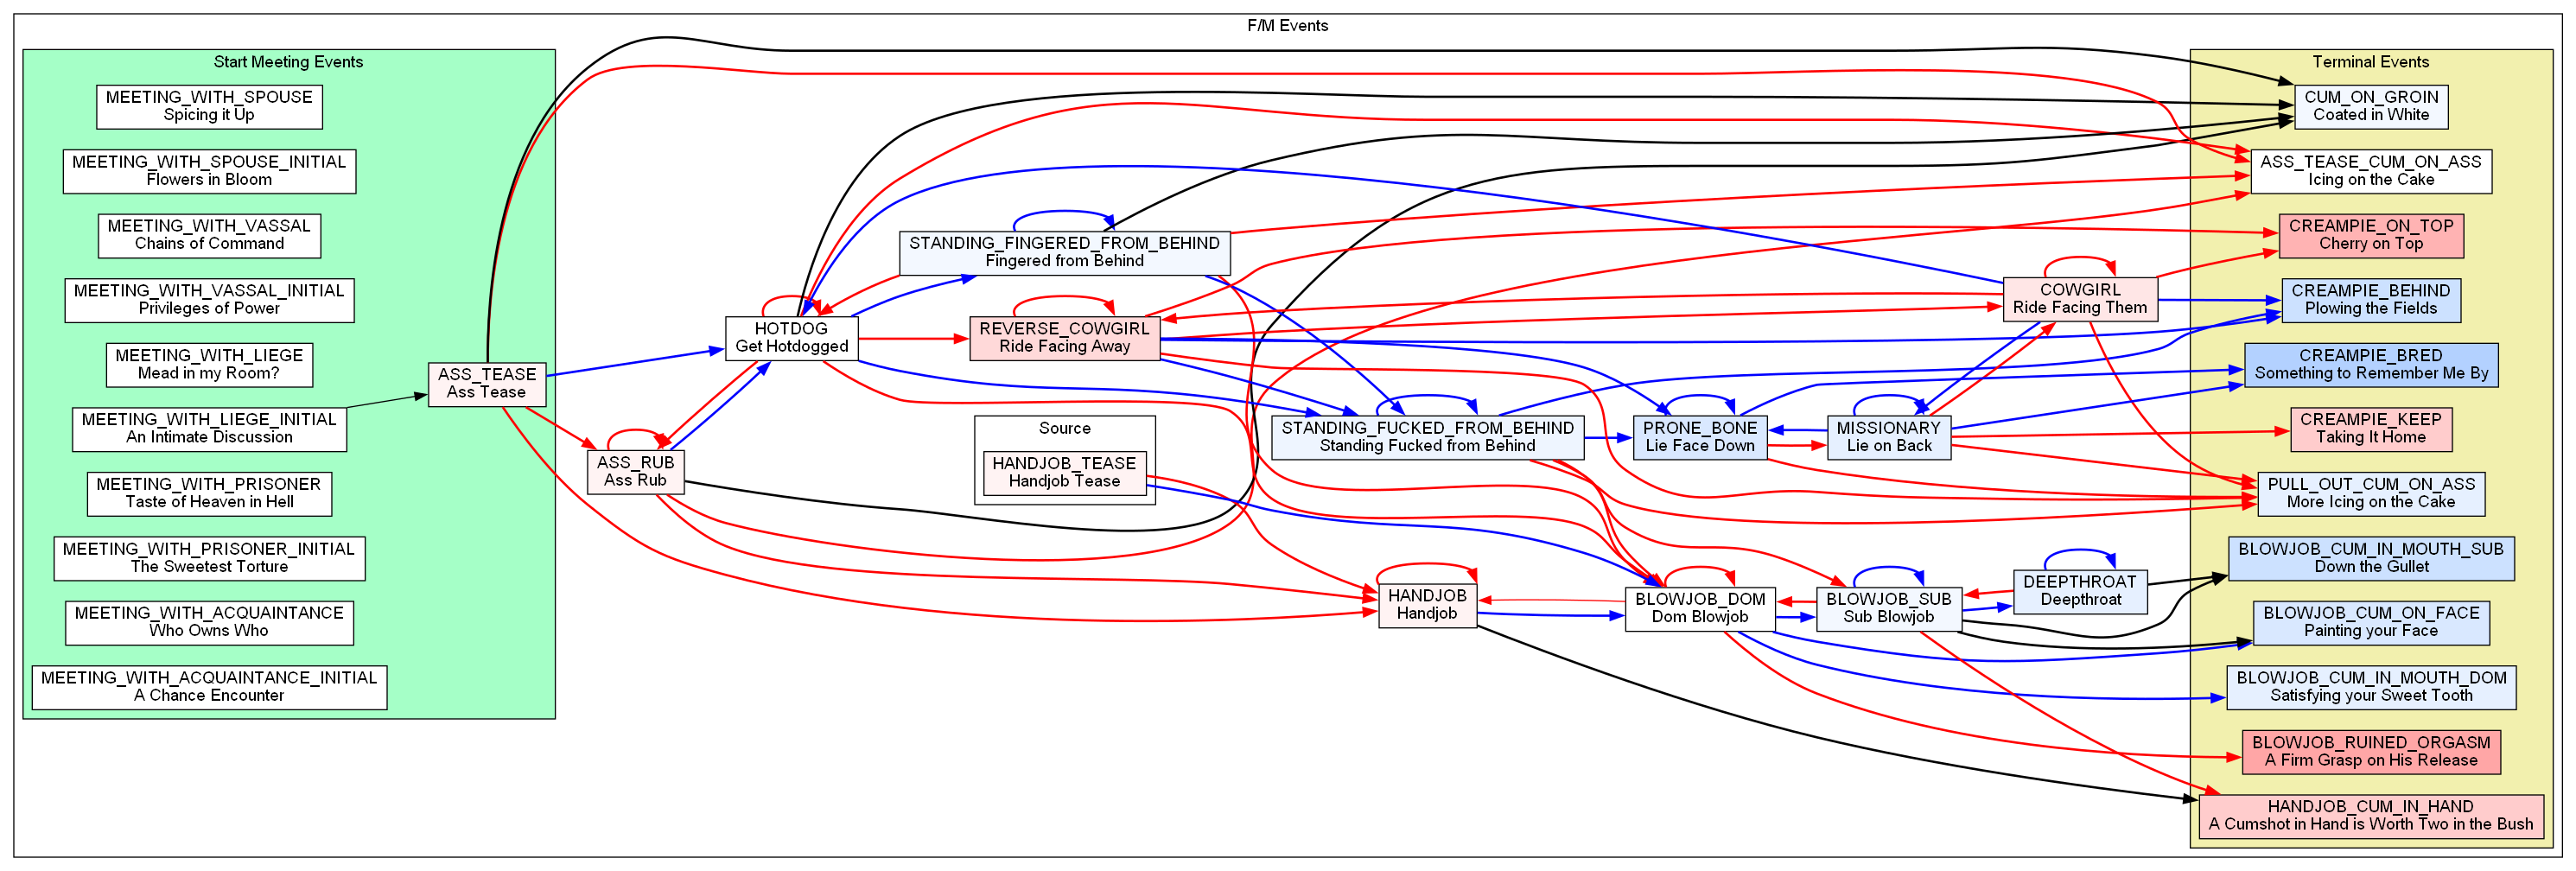 F/M Events
Start Meeting Events
MEETING_WITH_SPOUSE
Spicing it Up
MEETING_WITH_SPOUSE_INITIAL
Flowers in Bloom
MEETING_WITH_VASSAL
Chains of Command
MEETING_WITH_VASSAL_INITIAL
Privileges of Power
MEETING_WITH_LIEGE
Mead in my Room?
MEETING_WITH_LIEGE_INITIAL
An Intimate Discussion
MEETING_WITH_PRISONER
Taste of Heaven in Hell
MEETING_WITH_PRISONER_INITIAL
The Sweetest Torture
MEETING_WITH_ACQUAINTANCE
Who Owns Who
MEETING_WITH_ACQUAINTANCE_INITIAL
A Chance Encounter
ASS_TEASE
Ass Tease
ASS_RUB
Ass Rub
HOTDOG
Get Hotdogged
STANDING_FINGERED_FROM_BEHIND
Fingered from Behind
REVERSE_COWGIRL
Ride Facing Away
Source
HANDJOB_TEASE
Handjob Tease
STANDING_FUCKED_FROM_BEHIND
Standing Fucked from Behind
HANDJOB
Handjob
PRONE_BONE
Lie Face Down
BLOWJOB_DOM
Dom Blowjob
MISSIONARY
Lie on Back
BLOWJOB_SUB
Sub Blowjob
COWGIRL
Ride Facing Them
DEEPTHROAT
Deepthroat
Terminal Events
CUM_ON_GROIN
Coated in White
ASS_TEASE_CUM_ON_ASS
Icing on the Cake
CREAMPIE_ON_TOP
Cherry on Top
CREAMPIE_BEHIND
Plowing the Fields
CREAMPIE_BRED
Something to Remember Me By
CREAMPIE_KEEP
Taking It Home
PULL_OUT_CUM_ON_ASS
More Icing on the Cake
BLOWJOB_CUM_IN_MOUTH_SUB
Down the Gullet
BLOWJOB_CUM_ON_FACE
Painting your Face
BLOWJOB_CUM_IN_MOUTH_DOM
Satisfying your Sweet Tooth
BLOWJOB_RUINED_ORGASM
A Firm Grasp on His Release
HANDJOB_CUM_IN_HAND
A Cumshot in Hand is Worth Two in the Bush